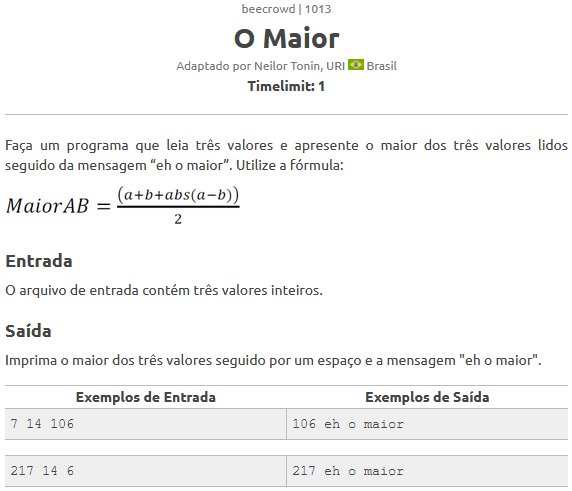 beecrowd | 1013
O Maior
Adaptado por Neilor Tonin, URI Brasil
Timelimit: 1
Faça um programa que leia três valores e apresente o maior dos três valores lidos
seguido da mensagem “eh o maior”. Utilize a fórmula:
MaiorAB = (a+b+abs(a−b))
2
Entrada
O arquivo de entrada contém três valores inteiros.
Saída
Imprima o maior dos três valores seguido por um espaço e a mensagem "eh o maior".
Exemplos de Entrada Exemplos de Saída
7 14 106 106 eh o maior
217 14 6 217 eh o maior